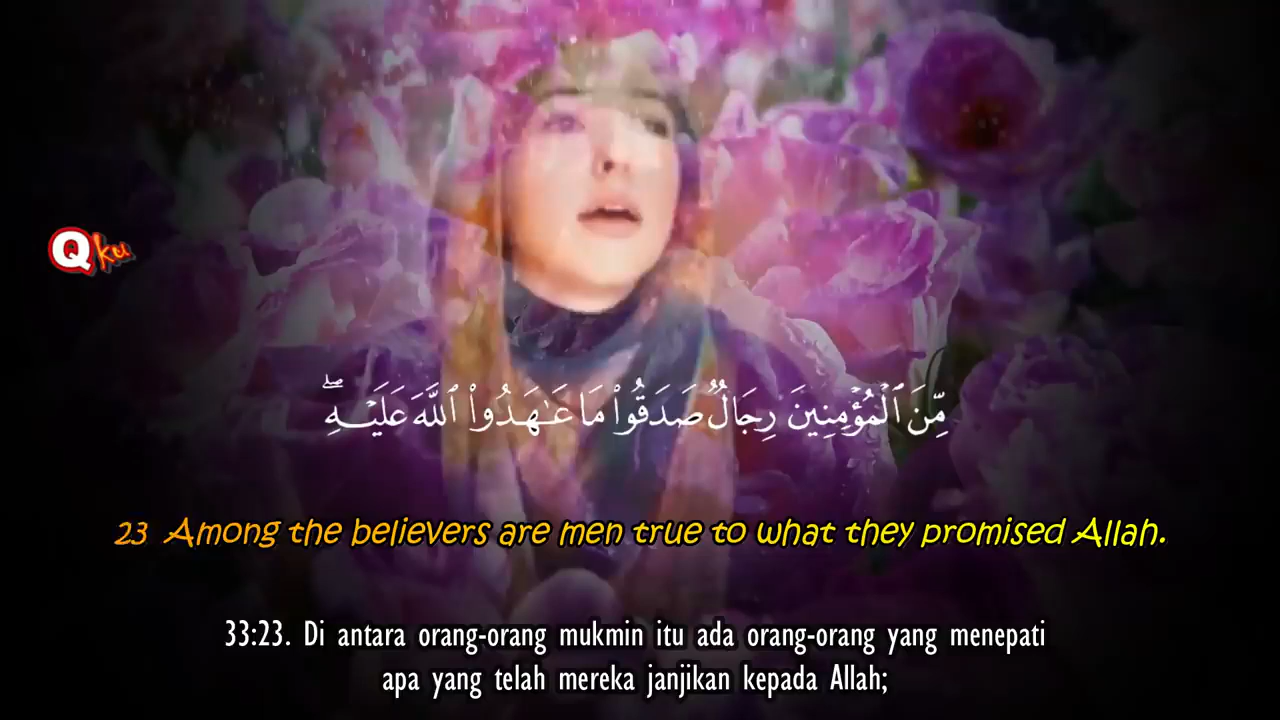 Qku
مِّنَ ٱلْمُؤْمِنِينَ رِجَالٌ صَدَقُوا۟ مَا عَـٰهَدُوا۟ ٱللَّهَ عَلَيْهِ ۖ
23 Among the believers are men true to what they promised Allah.
33:23. Di antara orang-orang mukmin itu ada orang-orang yang menepati
apa yang telah mereka janjikan kepada Allah;